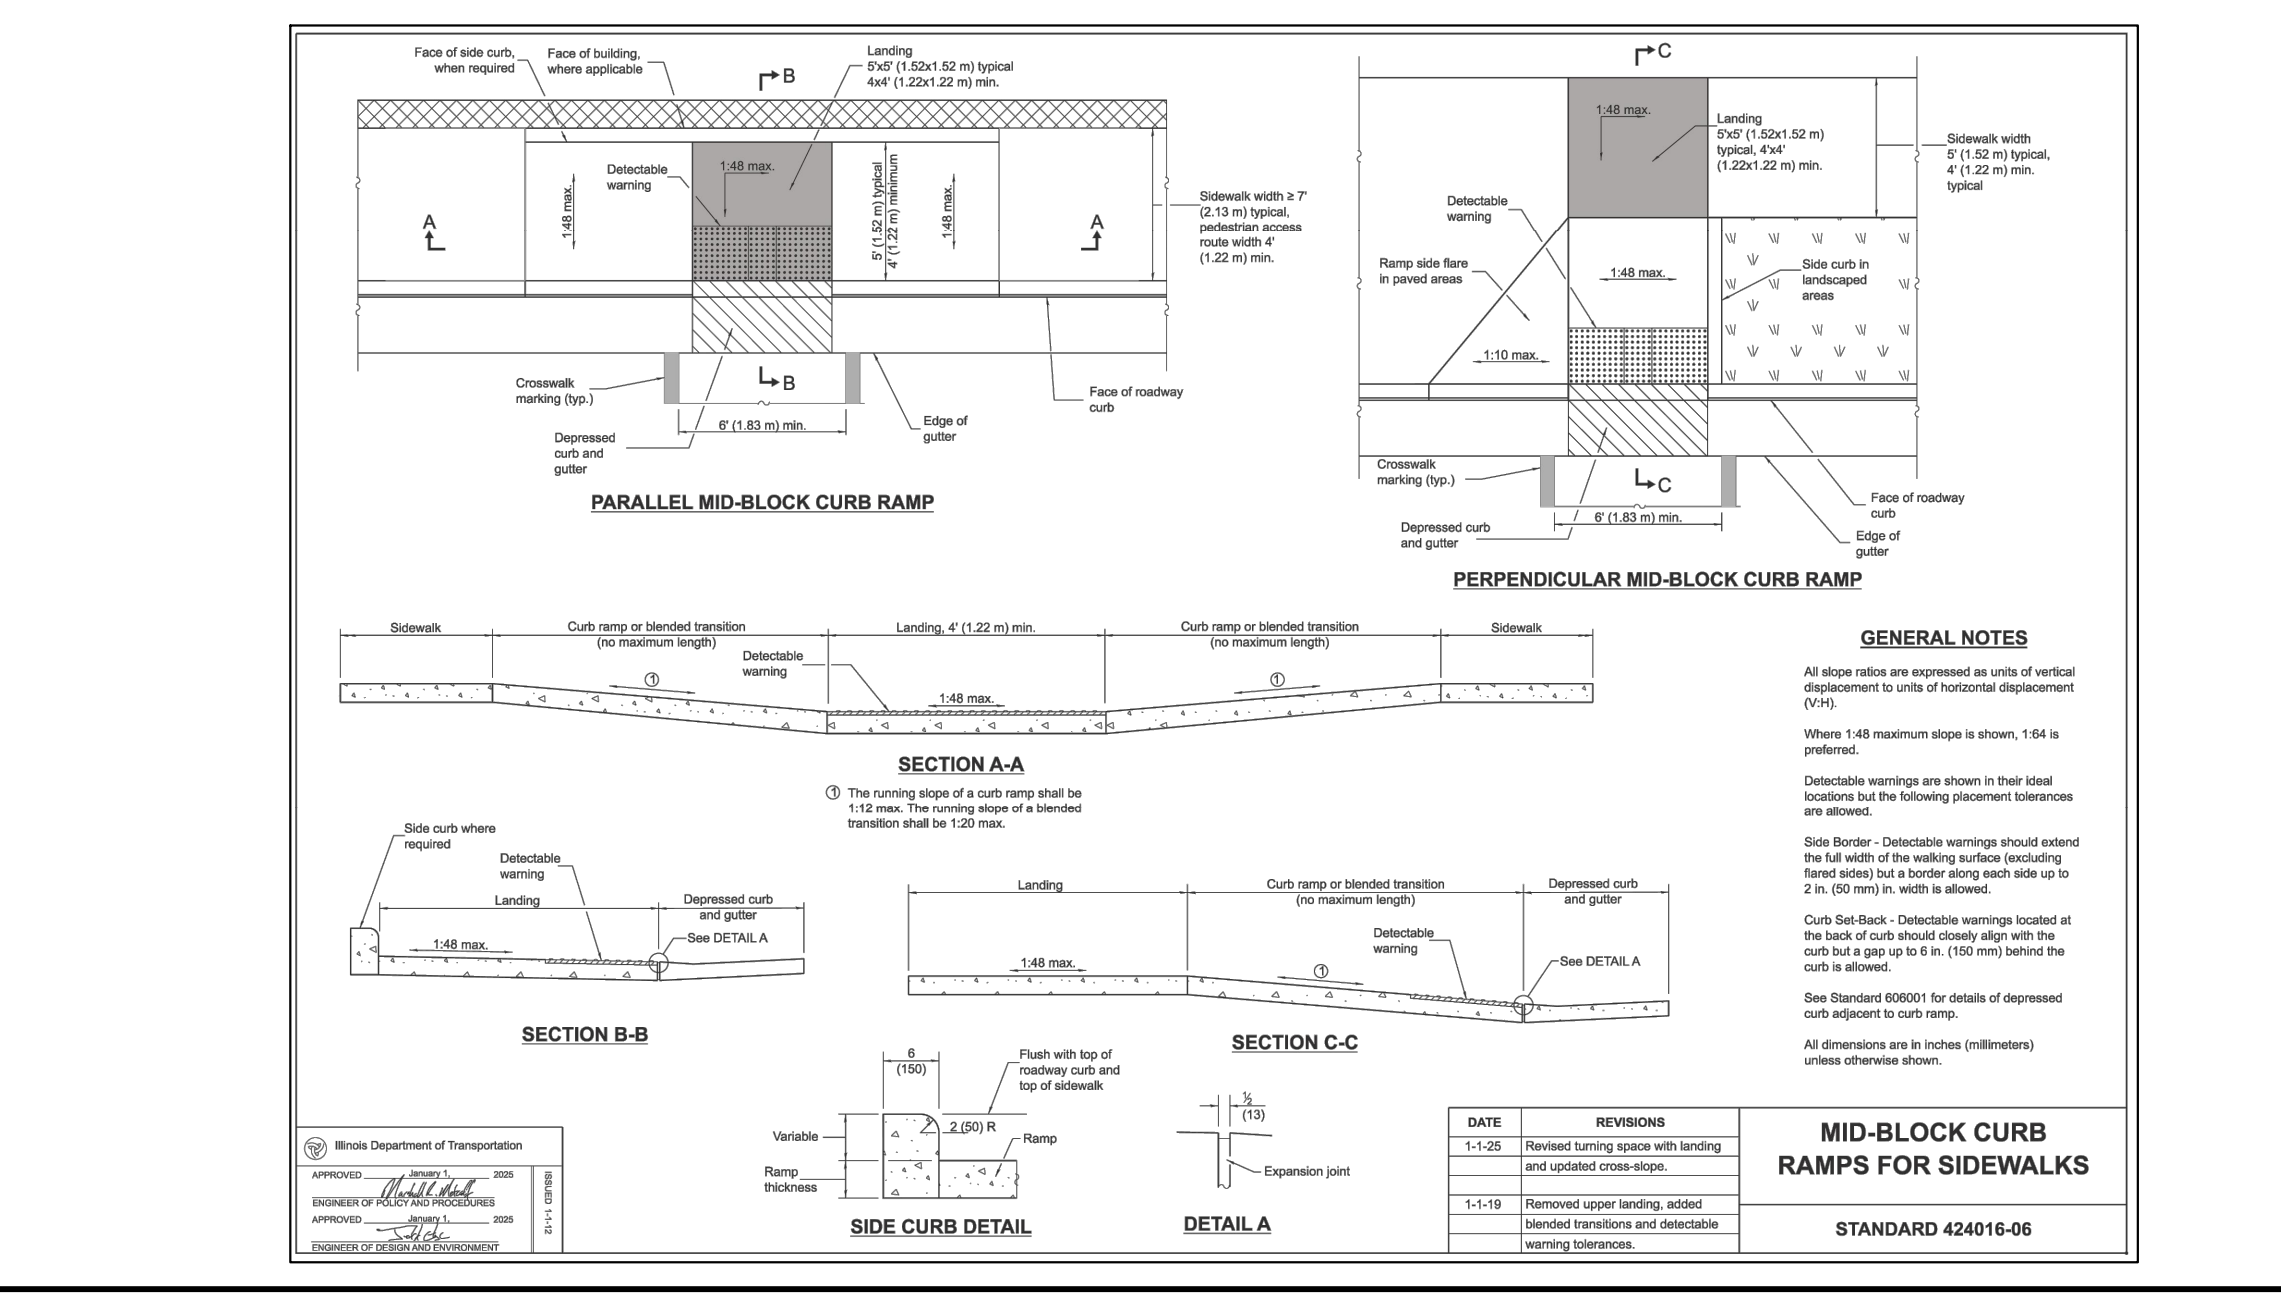 Face of side curb,
when required
Face of building,
where applicable
B
Landing
5'x5' (1.52x1.52 m) typical
4x4' (1.22x1.22 m) min.
Detectable
warning
1:48 max.
1:48 max.
5' (1.52 m) typical
4' (1.22 m) minimum
1:48 max.
A
A
Sidewalk width ≥ 7'
(2.13 m) typical,
pedestrian access
route width 4'
(1.22 m) min.
Crosswalk
marking (typ.)
B
6' (1.83 m) min.
Depressed
curb and
gutter
Edge of
gutter
Face of roadway
curb
PARALLEL MID-BLOCK CURB RAMP
C
1:48 max.
Landing
5'x5' (1.52x1.52 m)
typical, 4'x4'
(1.22x1.22 m) min.
Sidewalk width
5' (1.52 m) typical,
4' (1.22 m) min.
typical
Detectable
warning
Ramp side flare
in paved areas
1:48 max.
Side curb in
landscaped
areas
1:10 max.
Crosswalk
marking (typ.)
C
6' (1.83 m) min.
Depressed curb
and gutter
Face of roadway
curb
Edge of
gutter
PERPENDICULAR MID-BLOCK CURB RAMP
Sidewalk
Curb ramp or blended transition
(no maximum length)
Landing, 4' (1.22 m) min.
Curb ramp or blended transition
(no maximum length)
Sidewalk
Detectable
warning
1
1:48 max.
1
SECTION A-A
1 The running slope of a curb ramp shall be
1:12 max. The running slope of a blended
transition shall be 1:20 max.
Side curb where
required
Detectable
warning
Landing
Depressed curb
and gutter
See DETAIL A
1:48 max.
SECTION B-B
Landing
Curb ramp or blended transition
(no maximum length)
Depressed curb
and gutter
Detectable
warning
1:48 max.
1
See DETAIL A
SECTION C-C
6
(150)
Flush with top of
roadway curb and
top of sidewalk
Variable
2 (50) R
Ramp
Ramp
thickness
SIDE CURB DETAIL
½
(13)
Expansion joint
DETAIL A
GENERAL NOTES
All slope ratios are expressed as units of vertical
displacement to units of horizontal displacement
(V:H).
Where 1:48 maximum slope is shown, 1:64 is
preferred.
Detectable warnings are shown in their ideal
locations but the following placement tolerances
are allowed.
Side Border - Detectable warnings should extend
the full width of the walking surface (excluding
flared sides) but a border along each side up to
2 in. (50 mm) in. width is allowed.
Curb Set-Back - Detectable warnings located at
the back of curb should closely align with the
curb but a gap up to 6 in. (150 mm) behind the
curb is allowed.
See Standard 606001 for details of depressed
curb adjacent to curb ramp.
All dimensions are in inches (millimeters)
unless otherwise shown.
Illinois Department of Transportation
APPROVED January 1, 2025
ENGINEER OF POLICY AND PROCEDURES
APPROVED January 1, 2025
ENGINEER OF DESIGN AND ENVIRONMENT
ISSUED 1-1-12
DATE REVISIONS
1-1-25 Revised turning space with landing
and updated cross-slope.
1-1-19 Removed upper landing, added
blended transitions and detectable
warning tolerances.
MID-BLOCK CURB
RAMPS FOR SIDEWALKS
STANDARD 424016-06